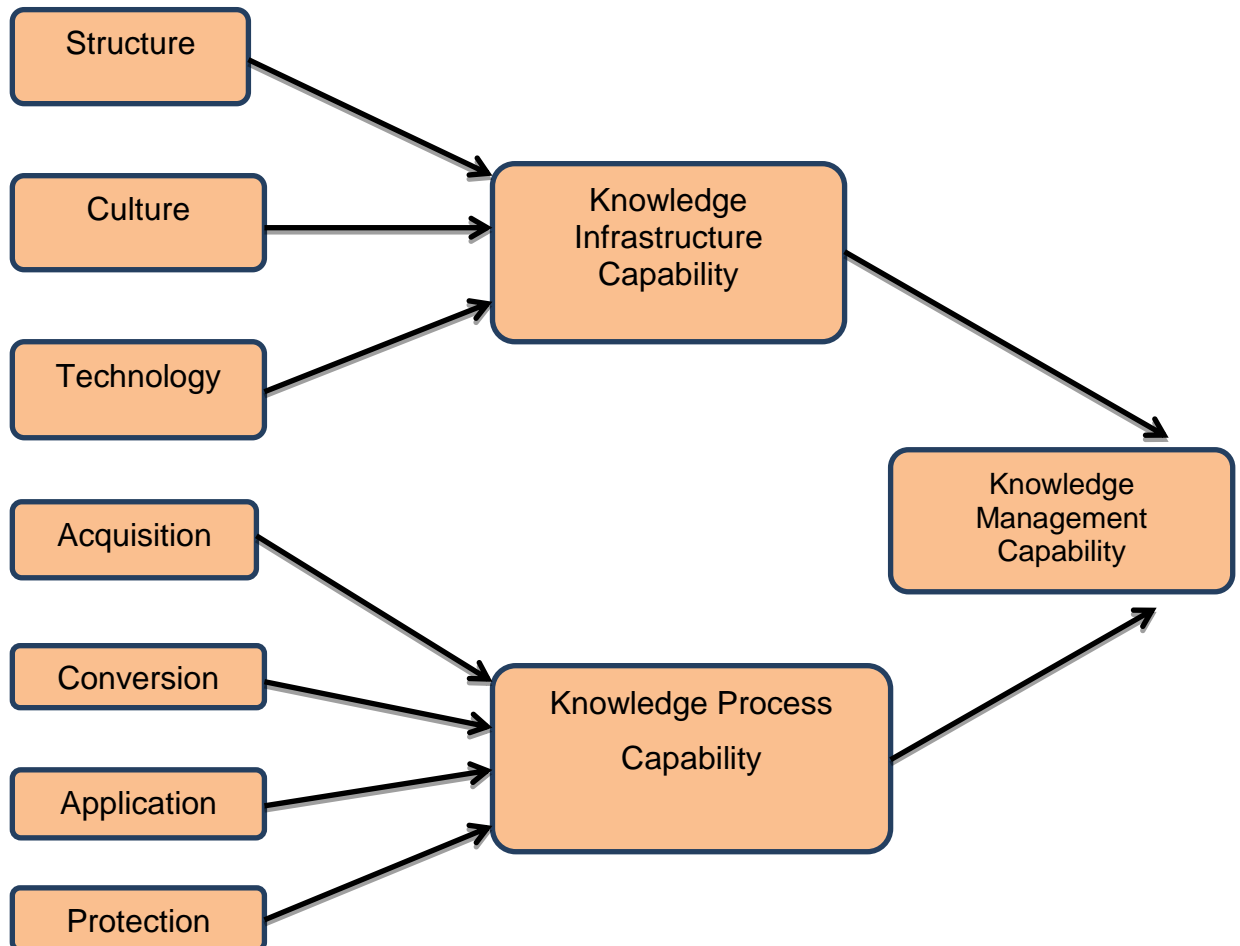 Structure
Culture
Technology
Acquisition
Conversion
Application
Protection
Knowledge
Infrastructure
Capability
Knowledge Process
Capability
Knowledge
Management
Capability